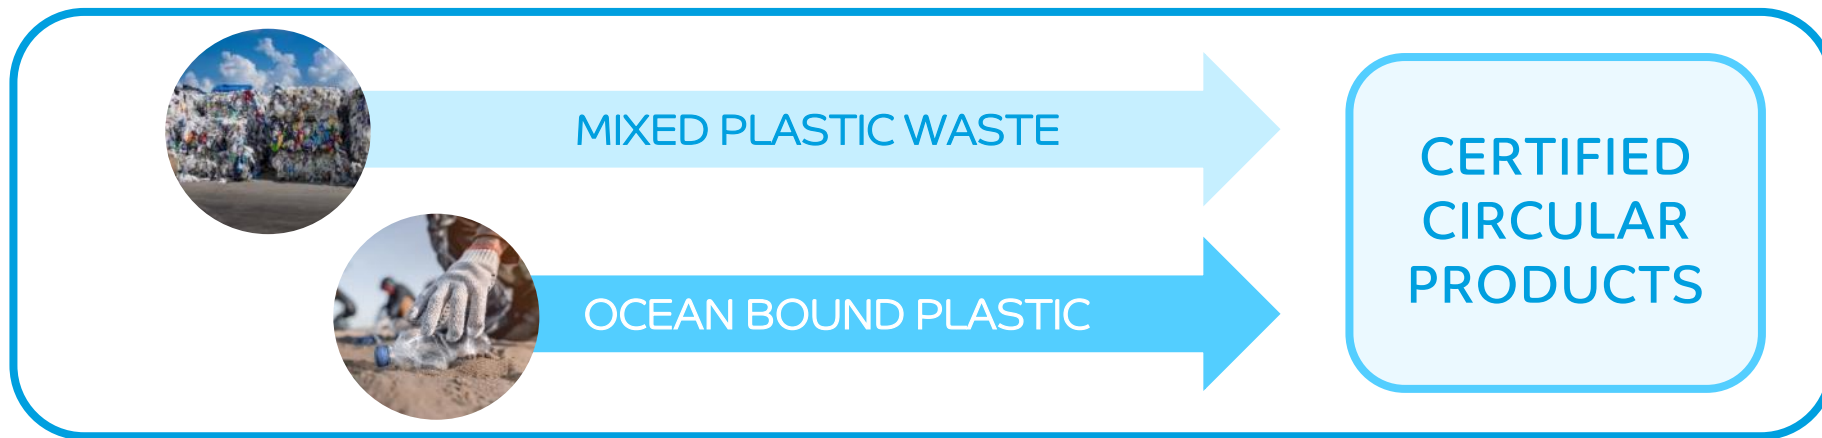 MIXED PLASTIC WASTE
OCEAN BOUND PLASTIC
CERTIFIED
CIRCULAR
PRODUCTS